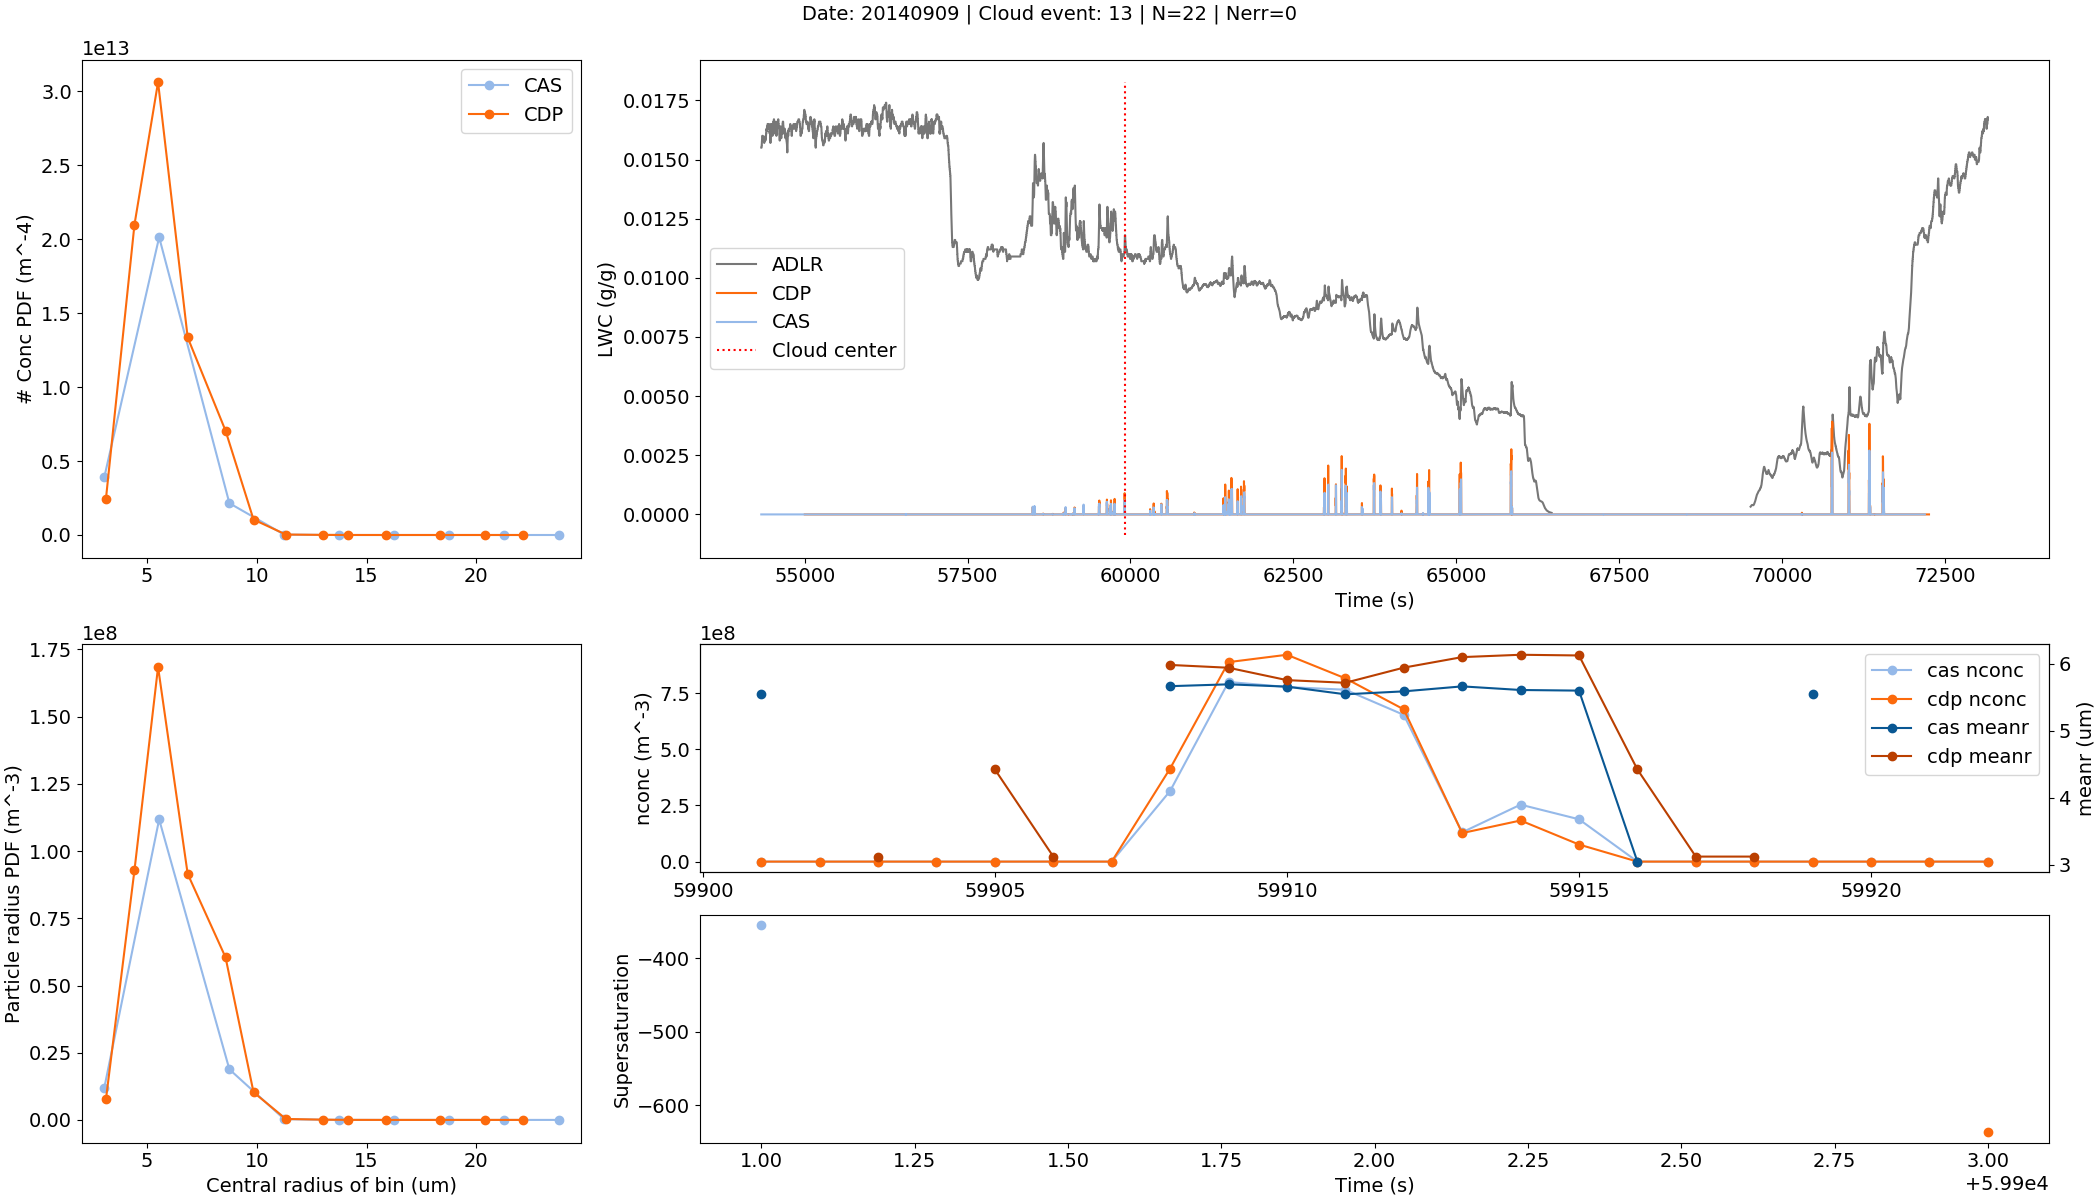 Date: 20140909 | Cloud event: 13 | N=22 | Nerr=0
1e13
# Conc PDF (m^-4)
3.0
2.5
2.0
1.5
1.0
0.5
0.0
5 10 15 20
CAS
CDP
LWC (g/g)
0.0175
0.0150
0.0125
0.0100
0.0075
0.0050
0.0025
0.0000
55000 57500 60000 62500 65000 67500 70000 72500
Time (s)
ADLR
CDP
CAS
Cloud center
1e8
Particle radius PDF (m^-3)
1.75
1.50
1.25
1.00
0.75
0.50
0.25
0.00
5 10 15 20
Central radius of bin (um)
1e8
nconc (m^-3)
7.5
5.0
2.5
0.0
59900 59905 59910 59915 59920
6
5
4
3
meanr (um)
cas nconc
cdp nconc
cas meanr
cdp meanr
Supersaturation
−400
−500
−600
1.00 1.25 1.50 1.75 2.00 2.25 2.50 2.75 3.00
Time (s)
+5.99e4